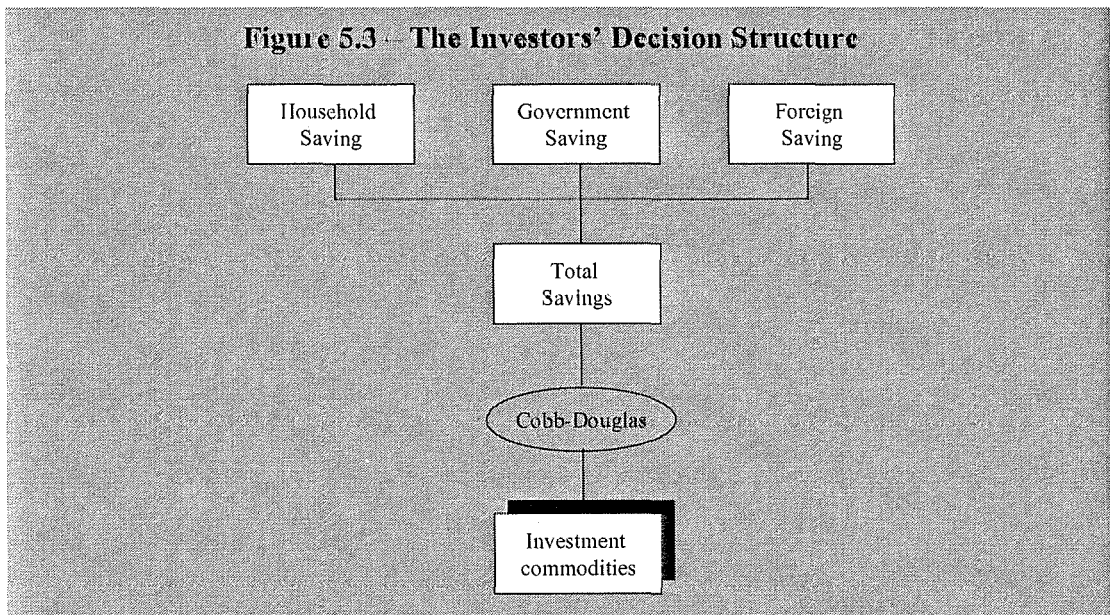 Figure 5.3 – The Investors' Decision Structure
Household
Saving
Government
Saving
Foreign
Saving
Total
Savings
Cobb-Douglas
Investment
commodities